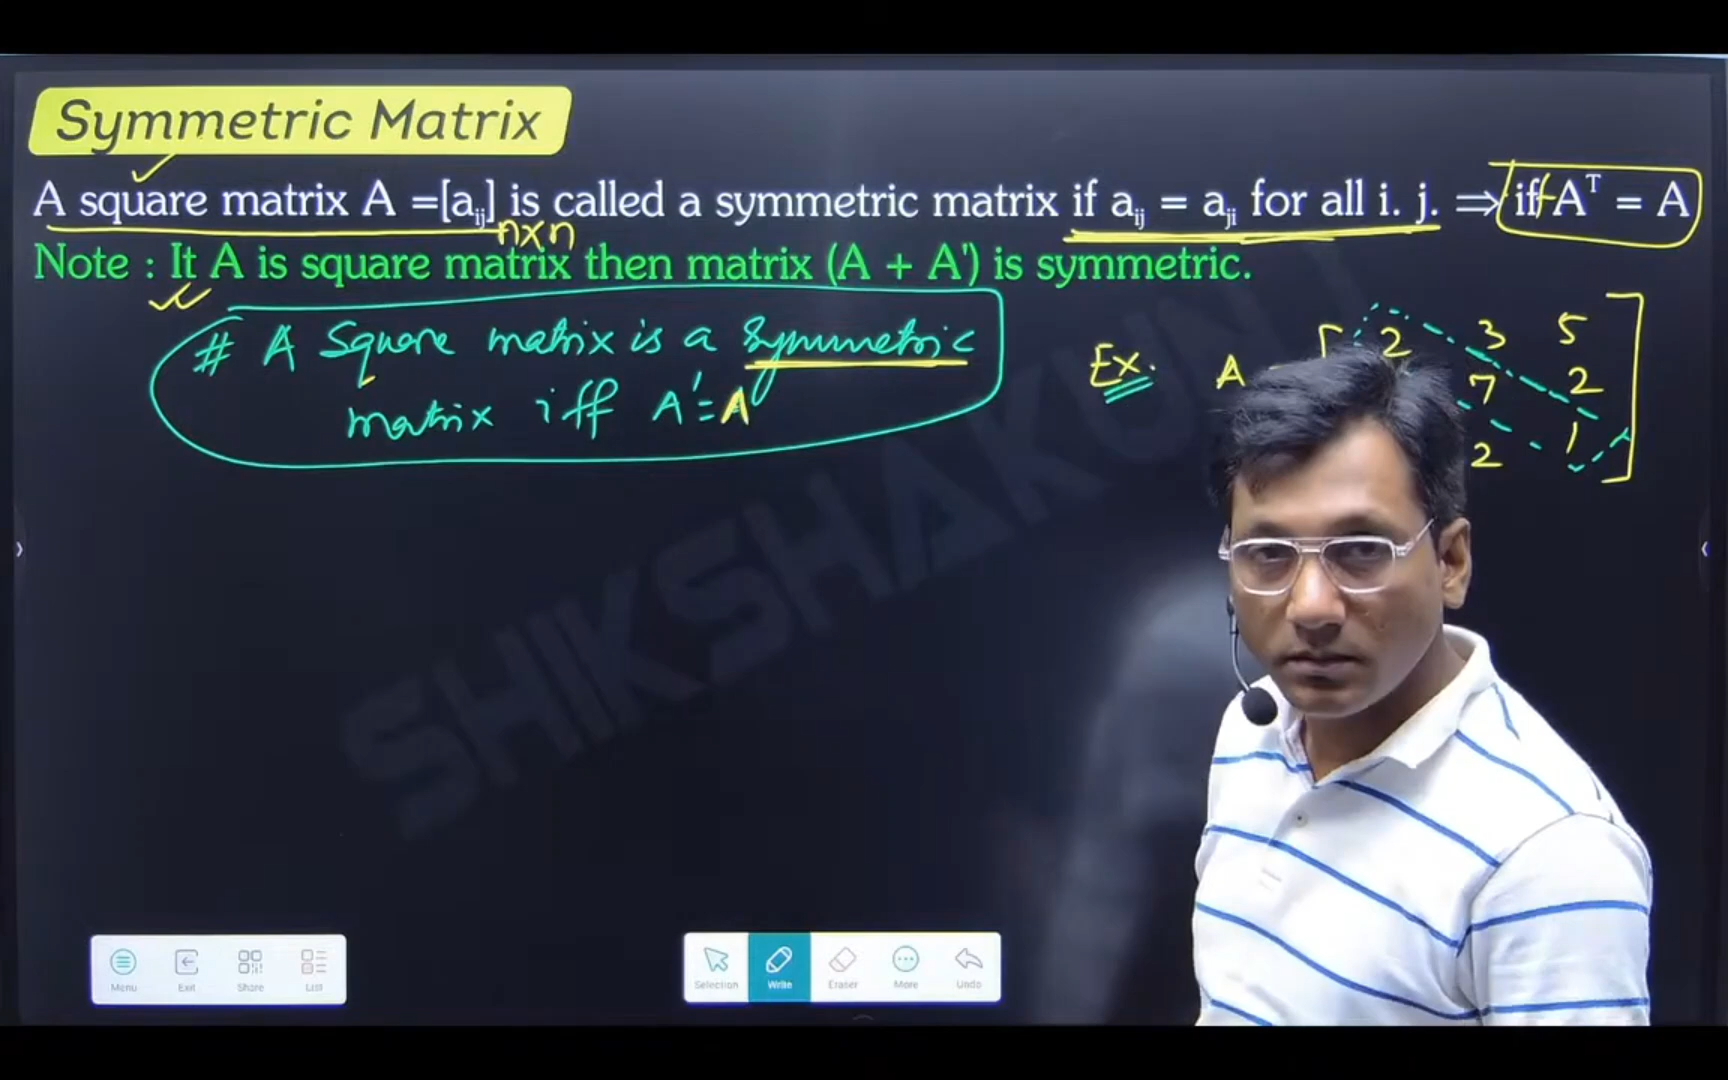 Symmetric Matrix
A square matrix A =[aij] is called a symmetric matrix if aij = aji for all i. j. ⇒ iff Aᵀ = A
n×n
Note : It A is square matrix then matrix (A + A') is symmetric.
# A Square matrix is a Symmetric
matrix iff A' = A
Ex. A
2 3 5
7 2
2 1
SHIKSHAKUN
Menu Exit Share List
Selection Write Eraser More Undo